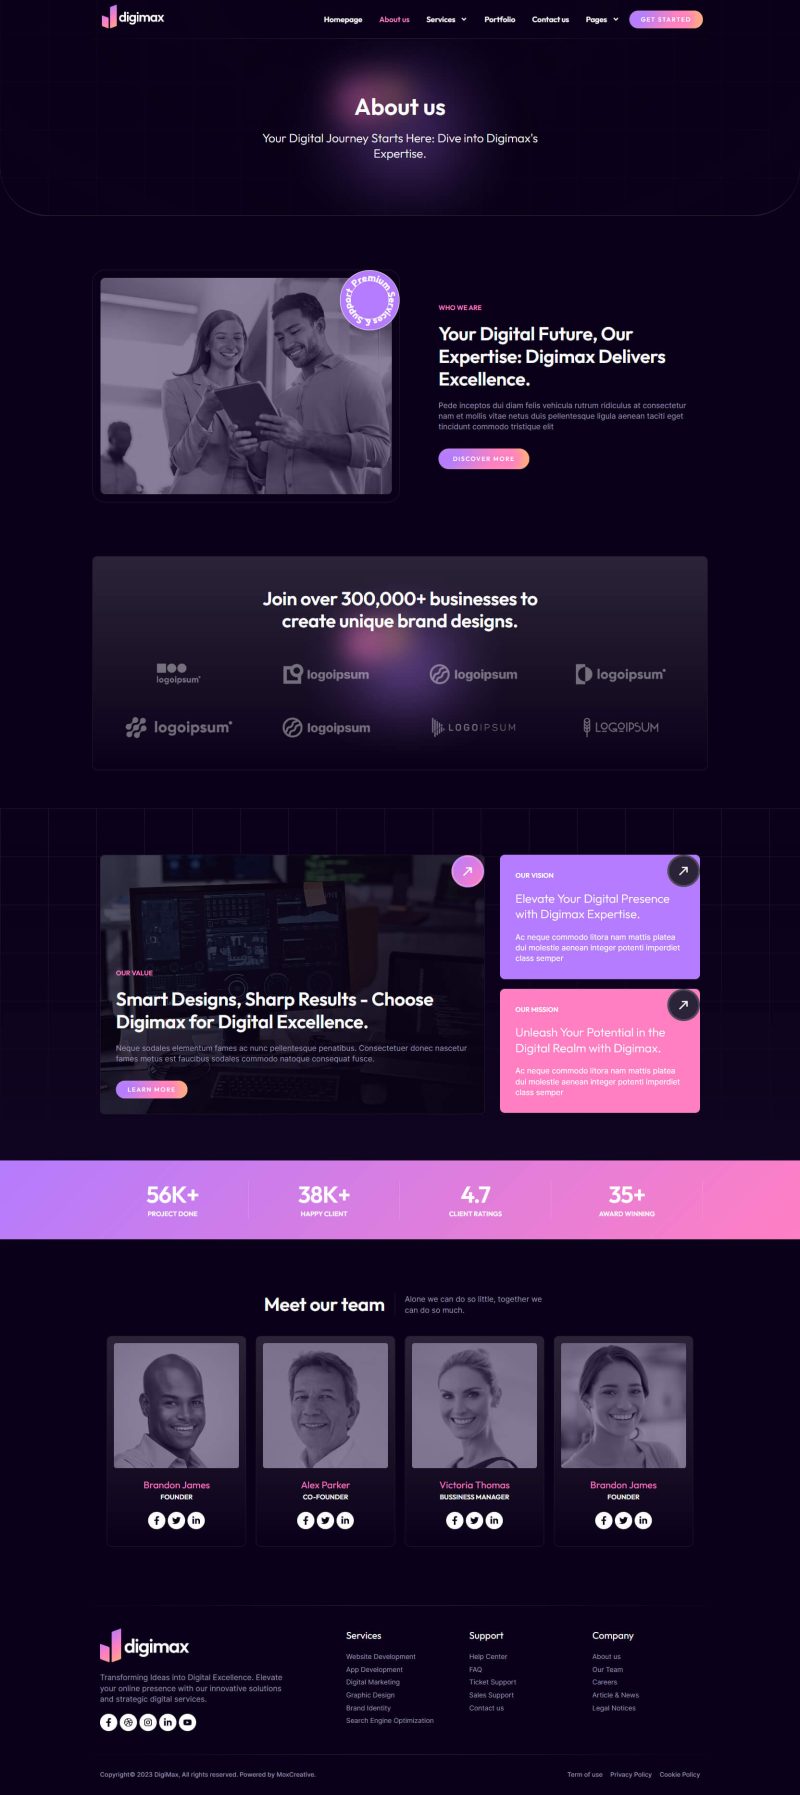 digimax
Homepage About us Services Portfolio Contact us Pages GET STARTED
About us
Your Digital Journey Starts Here: Dive into Digimax's
Expertise.
Premium Services & Support
WHO WE ARE
Your Digital Future, Our
Expertise: Digimax Delivers
Excellence.
Pede inceptos dui diam felis vehicula rutrum ridiculus at consectetur
nam et mollis vitae netus duis pellentesque ligula aenean taciti eget
tincidunt commodo tristique elit
DISCOVER MORE
Join over 300,000+ businesses to
create unique brand designs.
logoipsum logoipsum logoipsum logoipsum
logoipsum logoipsum LOGOIPSUM LOGOIPSUM
OUR VALUE
Smart Designs, Sharp Results - Choose
Digimax for Digital Excellence.
Neque sodales elementum fames ac nunc pellentesque penatibus. Consectetuer donec nascetur
fames metus est faucibus sodales commodo natoque consequat fusce.
LEARN MORE
OUR VISION
Elevate Your Digital Presence
with Digimax Expertise.
Ac neque commodo litora nam mattis platea
dui molestie aenean integer potenti imperdiet
class semper
OUR MISSION
Unleash Your Potential in the
Digital Realm with Digimax.
Ac neque commodo litora nam mattis platea
dui molestie aenean integer potenti imperdiet
class semper
56K+ 38K+ 4.7 35+
PROJECT DONE HAPPY CLIENT CLIENT RATINGS AWARD WINNING
Meet our team
Alone we can do so little, together we
can do so much.
Brandon James Alex Parker Victoria Thomas Brandon James
FOUNDER CO-FOUNDER BUSSINESS MANAGER FOUNDER
digimax
Transforming Ideas into Digital Excellence. Elevate
your online presence with our innovative solutions
and strategic digital services.
Services
Website Development
App Development
Digital Marketing
Graphic Design
Brand Identity
Search Engine Optimization
Support
Help Center
FAQ
Ticket Support
Sales Support
Contact us
Company
About us
Our Team
Careers
Article & News
Legal Notices
Copyright© 2023 DigiMax, All rights reserved. Powered by MoxCreative.
Term of use Privacy Policy Cookie Policy